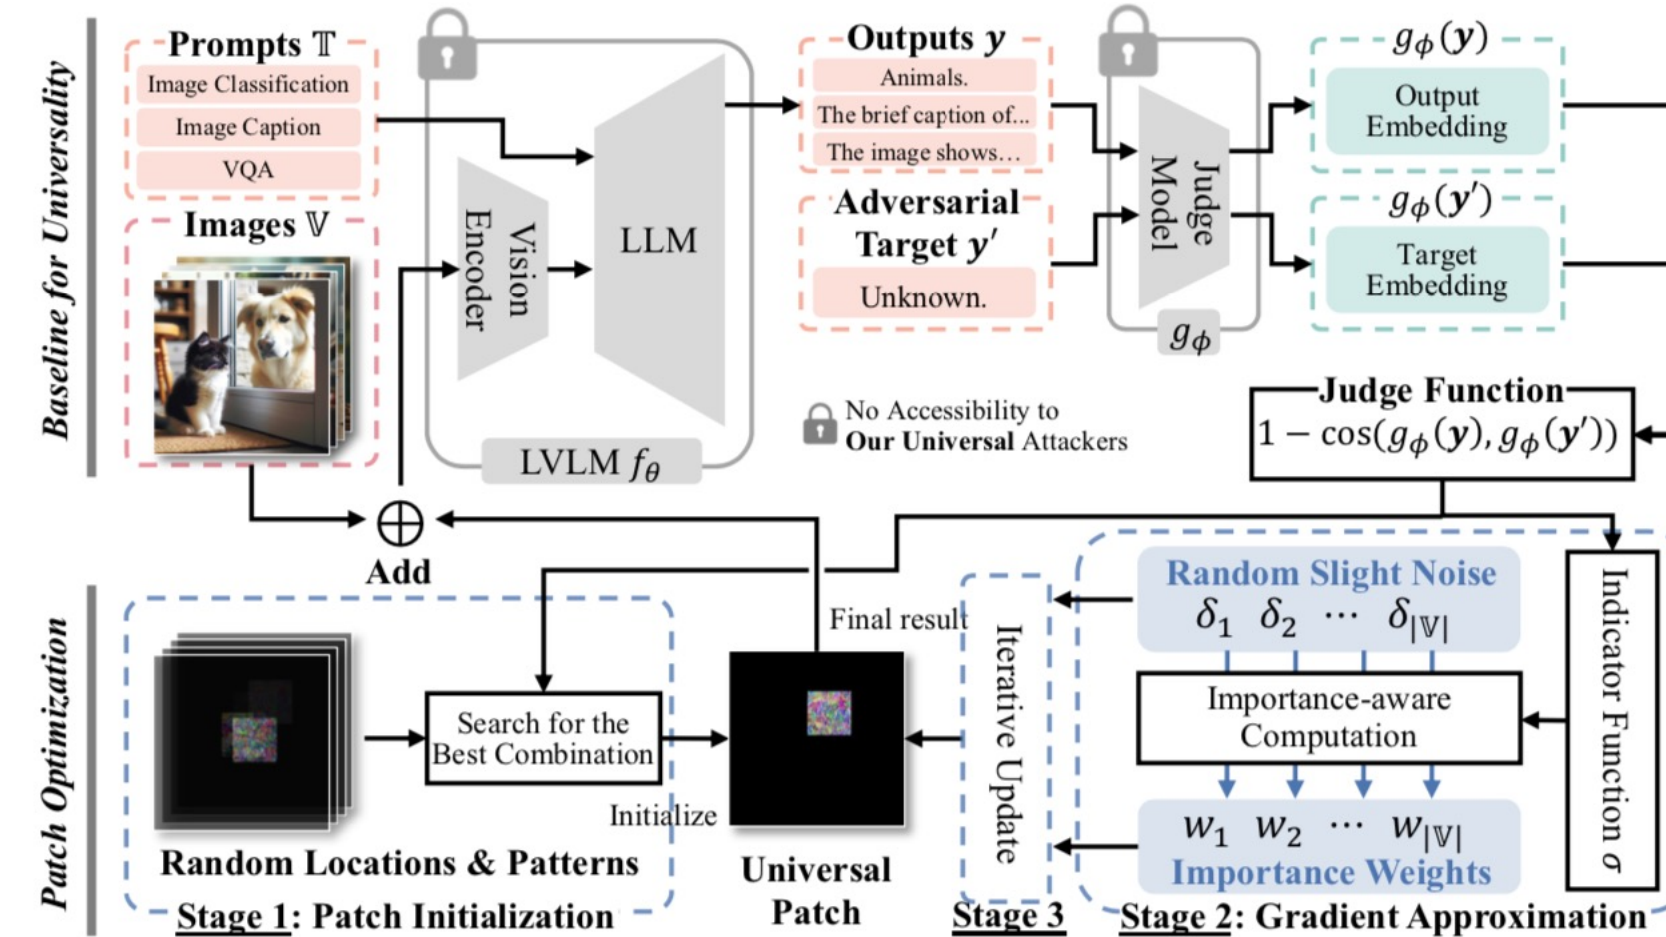 Baseline for Universality
Prompts 𝕋
Image Classification
Image Caption
VQA
Images 𝕍
Vision
Encoder
LLM
LVLM f_θ
Outputs y
Animals.
The brief caption of...
The image shows…
Adversarial
Target y′
Unknown.
Judge
Model
g_ϕ
g_ϕ(y)
Output
Embedding
g_ϕ(y′)
Target
Embedding
No Accessibility to
Our Universal Attackers
Judge Function
1 − cos(g_ϕ(y), g_ϕ(y′))
Add
Patch Optimization
Random Locations & Patterns
Search for the
Best Combination
Initialize
Stage 1: Patch Initialization
Final result
Universal
Patch
Iterative Update
Stage 3
Random Slight Noise
δ_1 δ_2 ⋯ δ_|𝕍|
Importance-aware
Computation
w_1 w_2 ⋯ w_|𝕍|
Importance Weights
Indicator Function σ
Stage 2: Gradient Approximation